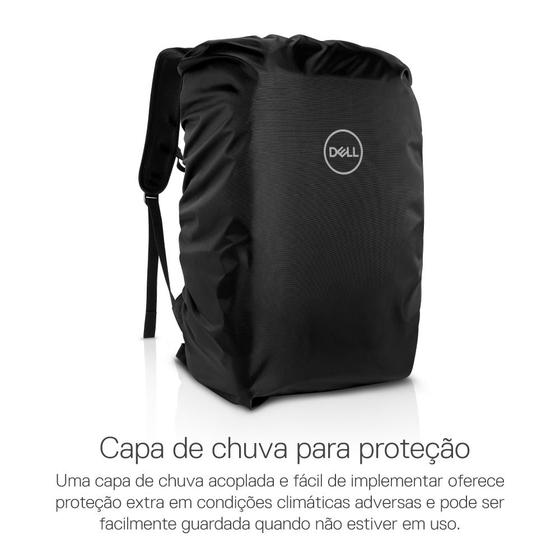 DELL
Capa de chuva para proteção
Uma capa de chuva acoplada e fácil de implementar oferece
proteção extra em condições climáticas adversas e pode ser
facilmente guardada quando não estiver em uso.